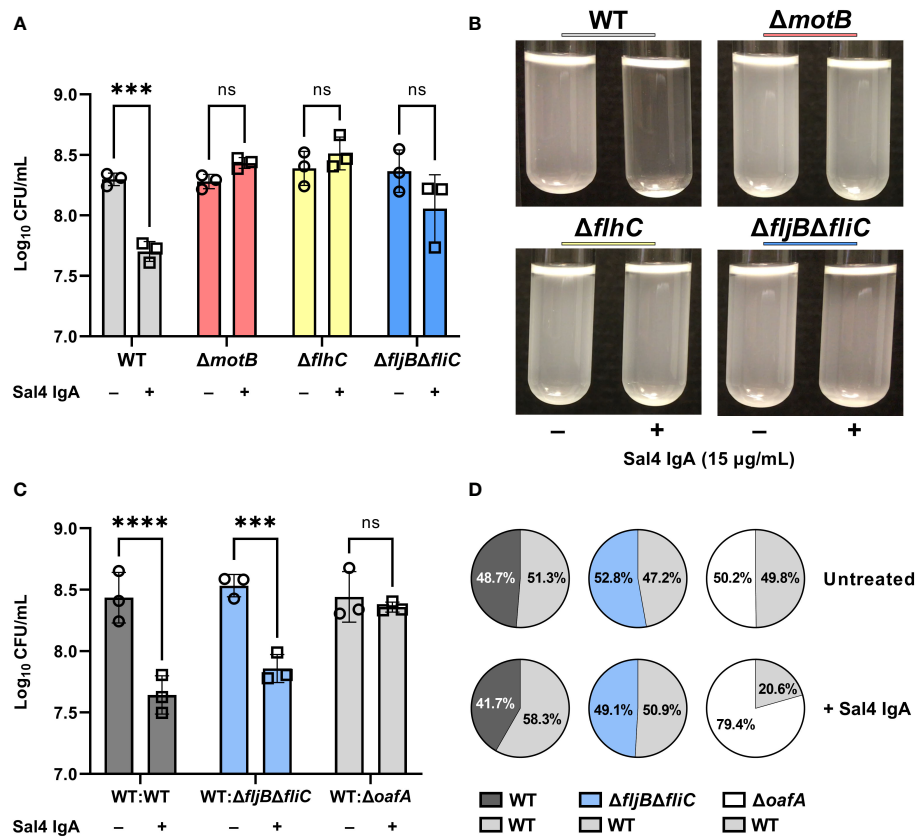 A
9.0
8.5
8.0
7.5
7.0
Log10 CFU/mL
*** ns ns ns
WT ΔmotB ΔflhC ΔfljBΔfliC
Sal4 IgA – + – + – + – +
B
WT ΔmotB
ΔflhC ΔfljBΔfliC
– + – +
Sal4 IgA (15 µg/mL)
C
9.0
8.5
8.0
7.5
7.0
Log10 CFU/mL
**** *** ns
WT:WT WT:ΔfljBΔfliC WT:ΔoafA
Sal4 IgA – + – + – +
D
48.7% 51.3% 52.8% 47.2% 50.2% 49.8% Untreated
41.7% 58.3% 49.1% 50.9% 79.4% 20.6% + Sal4 IgA
WT ΔfljBΔfliC ΔoafA
WT WT WT